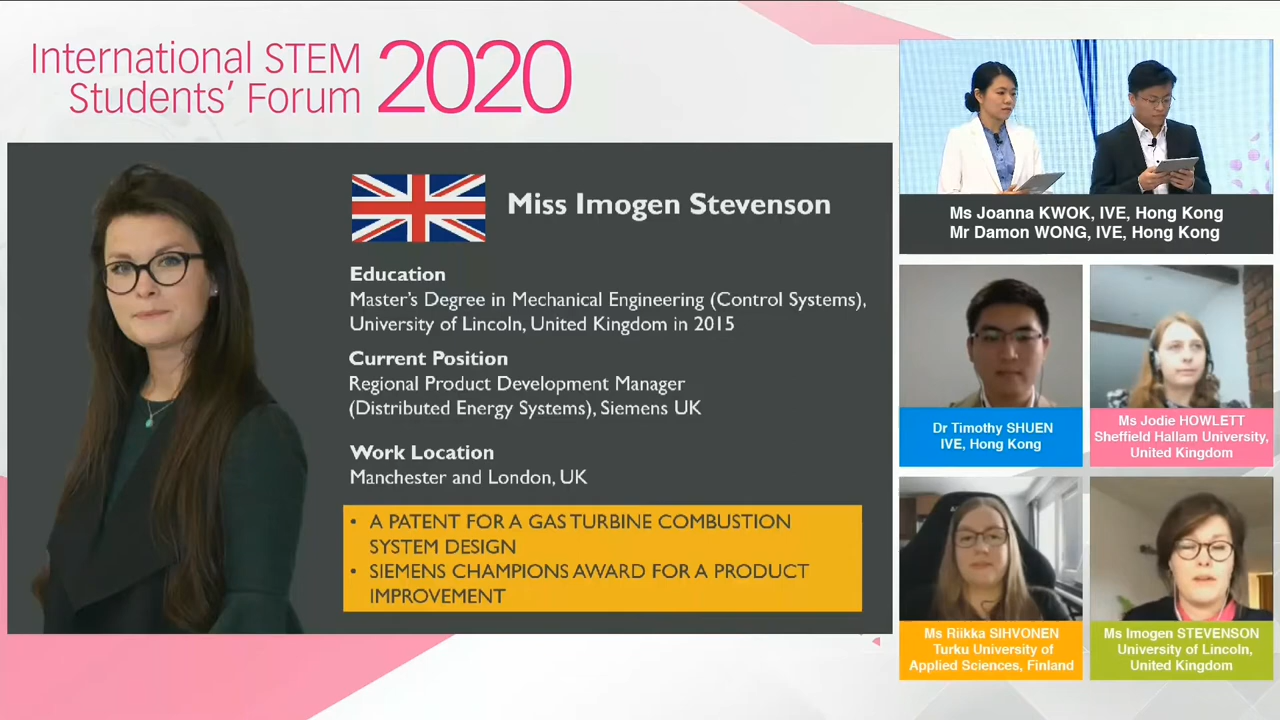 International STEM
Students' Forum
2020
Miss Imogen Stevenson
Education
Master's Degree in Mechanical Engineering (Control Systems),
University of Lincoln, United Kingdom in 2015
Current Position
Regional Product Development Manager
(Distributed Energy Systems), Siemens UK
Work Location
Manchester and London, UK
• A PATENT FOR A GAS TURBINE COMBUSTION
SYSTEM DESIGN
• SIEMENS CHAMPIONS AWARD FOR A PRODUCT
IMPROVEMENT
Ms Joanna KWOK, IVE, Hong Kong
Mr Damon WONG, IVE, Hong Kong
Dr Timothy SHUEN
IVE, Hong Kong
Ms Jodie HOWLETT
Sheffield Hallam University,
United Kingdom
Ms Riikka SIHVONEN
Turku University of
Applied Sciences, Finland
Ms Imogen STEVENSON
University of Lincoln,
United Kingdom